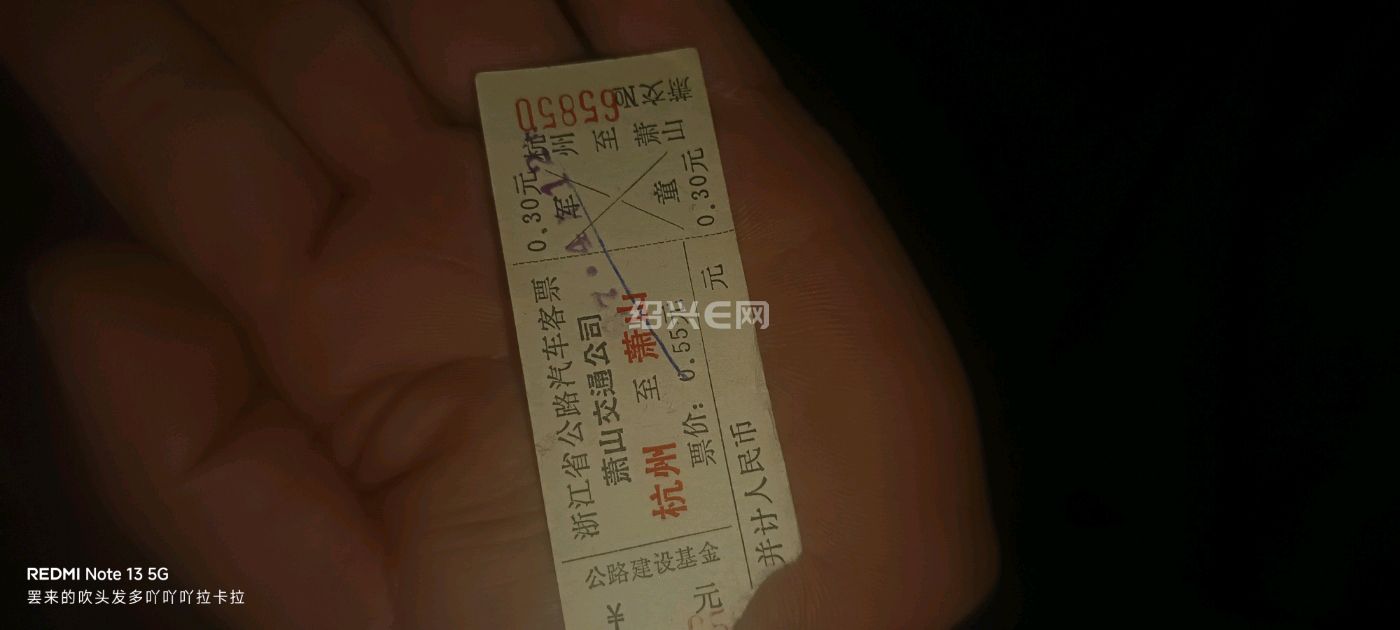 65850
杭州至萧山
0.30元
军
童
0.30元
浙江省公路汽车客票
萧山交通公司
杭州 至 萧山
票价：0.55元
并计人民币 元
公路建设基金
元
绍兴E网
REDMI Note 13 5G
罢来的吹头发多吖吖吖拉卡拉